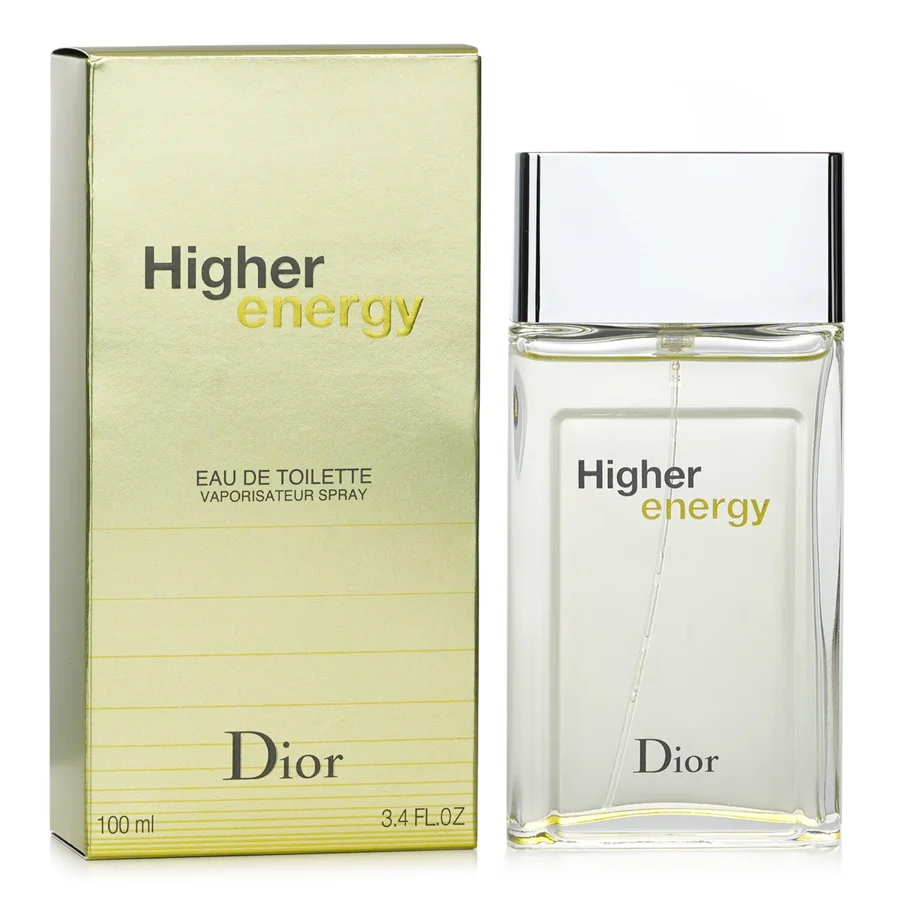 Higher
energy
EAU DE TOILETTE
VAPORISATEUR SPRAY
Dior
100 ml
3.4 FL.OZ
Higher
energy
Dior